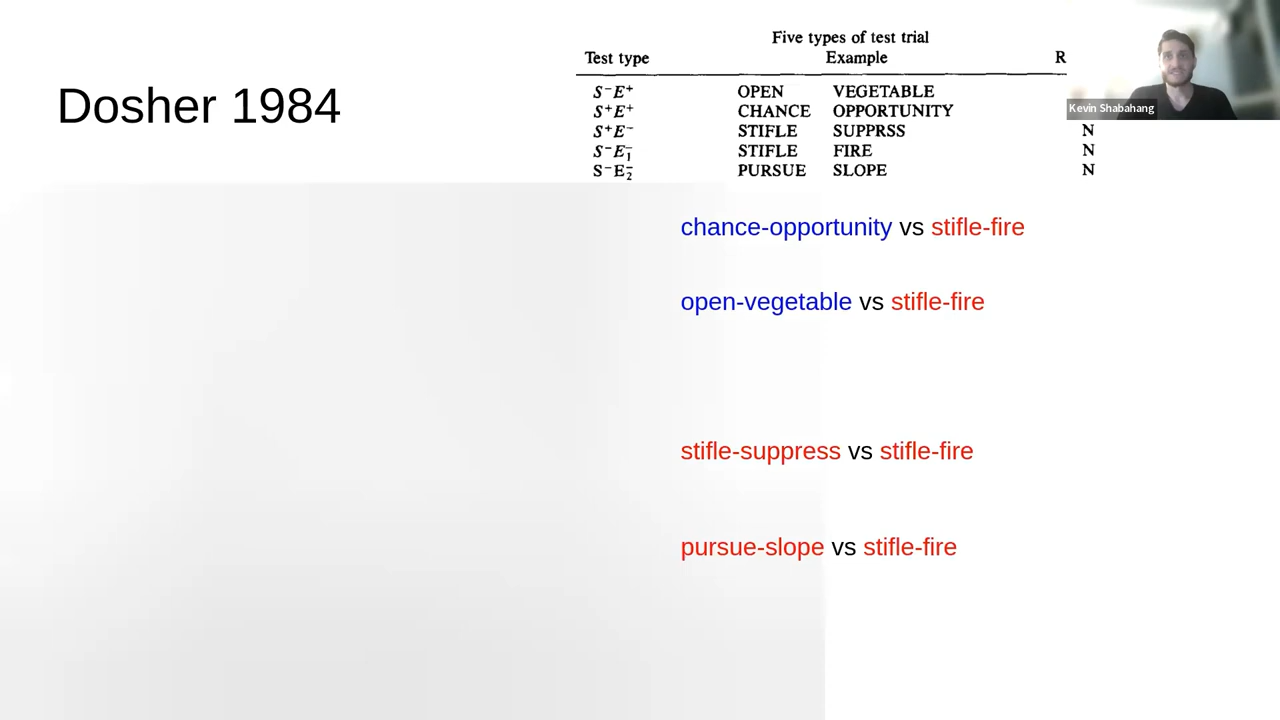 Five types of test trial
Test type Example R
S⁻E⁺ OPEN VEGETABLE
S⁺E⁺ CHANCE OPPORTUNITY
S⁺E⁻ STIFLE SUPPRSS N
S⁻E₁⁻ STIFLE FIRE N
S⁻E₂⁻ PURSUE SLOPE N
Kevin Shabahang
Dosher 1984
chance-opportunity vs stifle-fire
open-vegetable vs stifle-fire
stifle-suppress vs stifle-fire
pursue-slope vs stifle-fire